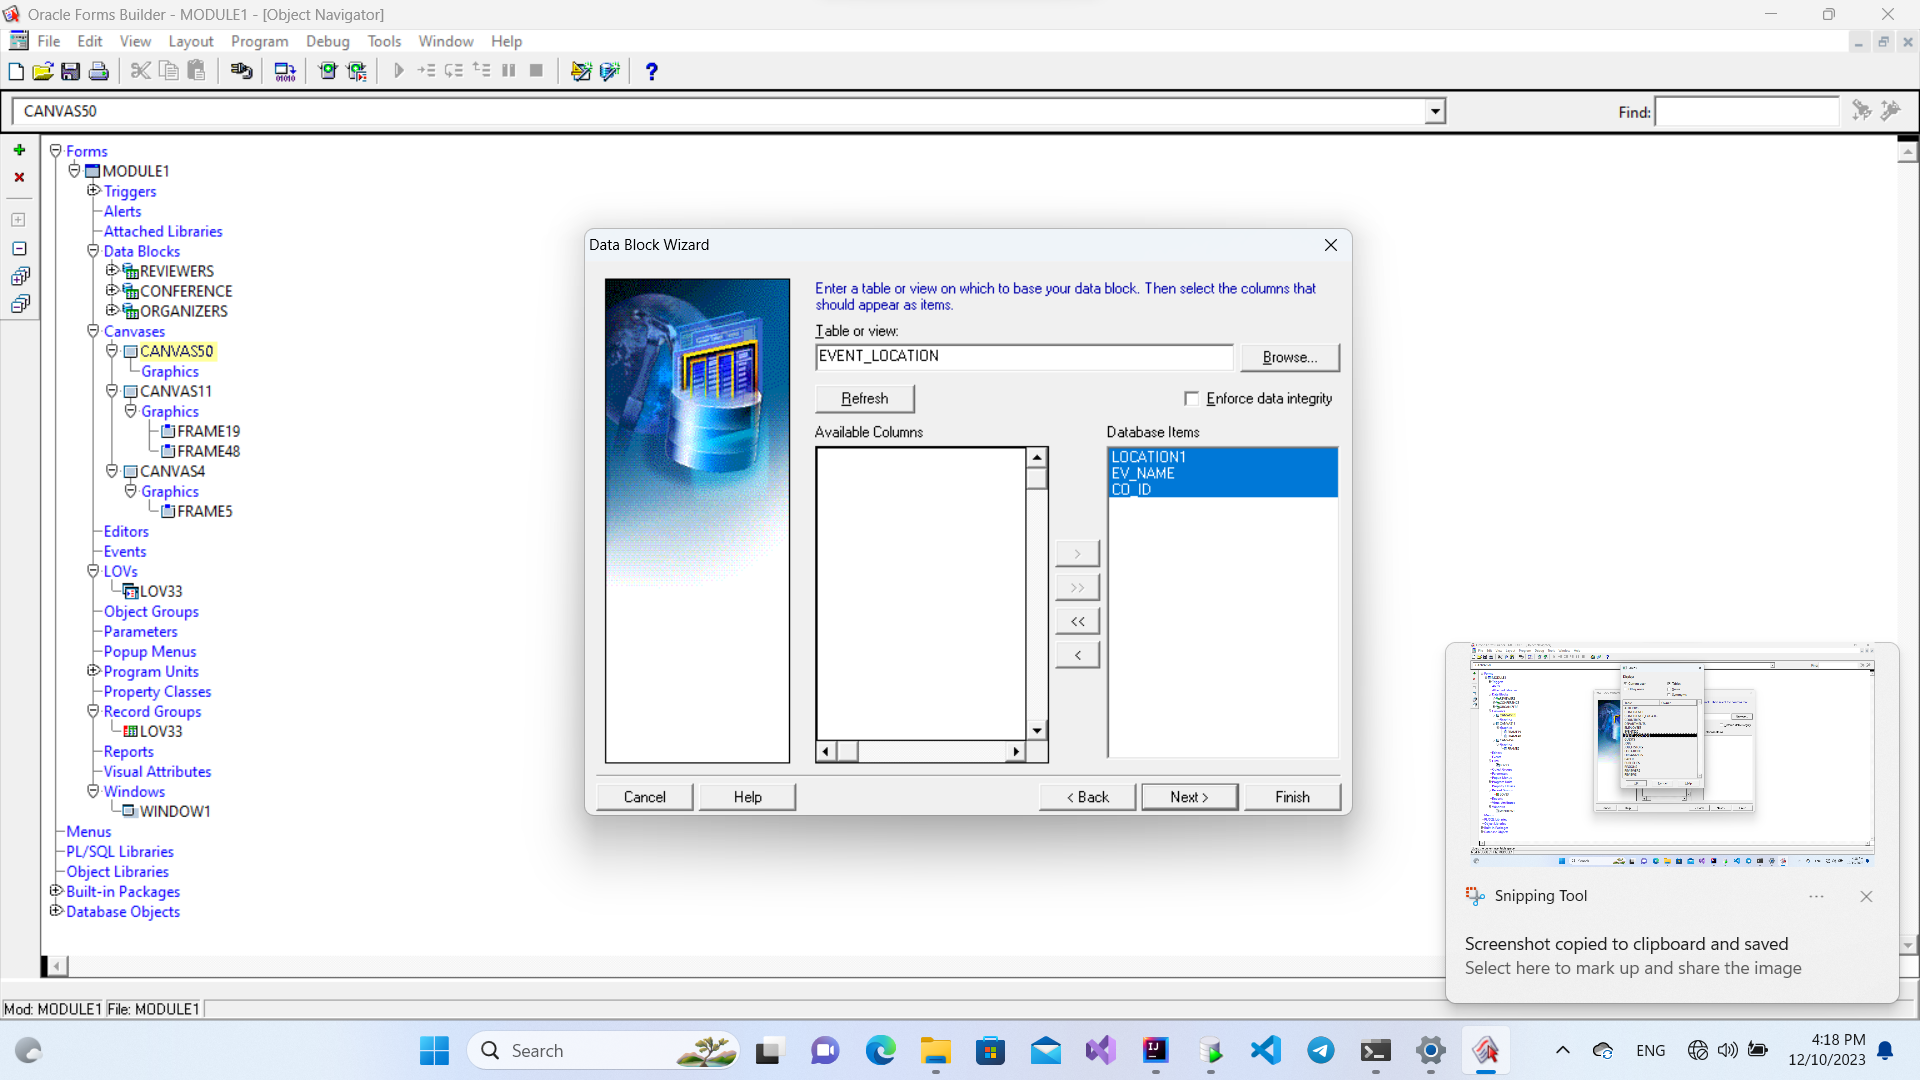 Oracle Forms Builder - MODULE1 - [Object Navigator]
File Edit View Layout Program Debug Tools Window Help
CANVAS50
Find:
Forms
MODULE1
Triggers
Alerts
Attached Libraries
Data Blocks
REVIEWERS
CONFERENCE
ORGANIZERS
Canvases
CANVAS50
Graphics
CANVAS11
Graphics
FRAME19
FRAME48
CANVAS4
Graphics
FRAME5
Editors
Events
LOVs
LOV33
Object Groups
Parameters
Popup Menus
Program Units
Property Classes
Record Groups
LOV33
Reports
Visual Attributes
Windows
WINDOW1
Menus
PL/SQL Libraries
Object Libraries
Built-in Packages
Database Objects
Data Block Wizard
Enter a table or view on which to base your data block. Then select the columns that
should appear as items.
Table or view:
EVENT_LOCATION
Browse...
Refresh
Enforce data integrity
Available Columns
Database Items
LOCATION1
EV_NAME
CO_ID
>
>>
<<
<
Cancel
Help
< Back
Next >
Finish
Snipping Tool
Screenshot copied to clipboard and saved
Select here to mark up and share the image
Mod: MODULE1 File: MODULE1
Search
ENG
4:18 PM
12/10/2023